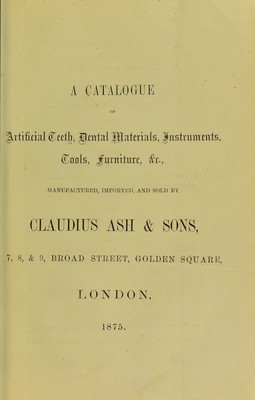 A CATALOGUE
OF
Artificial Teeth, Dental Materials, Instruments,
Tools, Furniture, &c.,
MANUFACTURED, IMPORTED, AND SOLD BY
CLAUDIUS ASH & SONS,
7, 8, & 9, BROAD STREET, GOLDEN SQUARE,
LONDON.
1875.